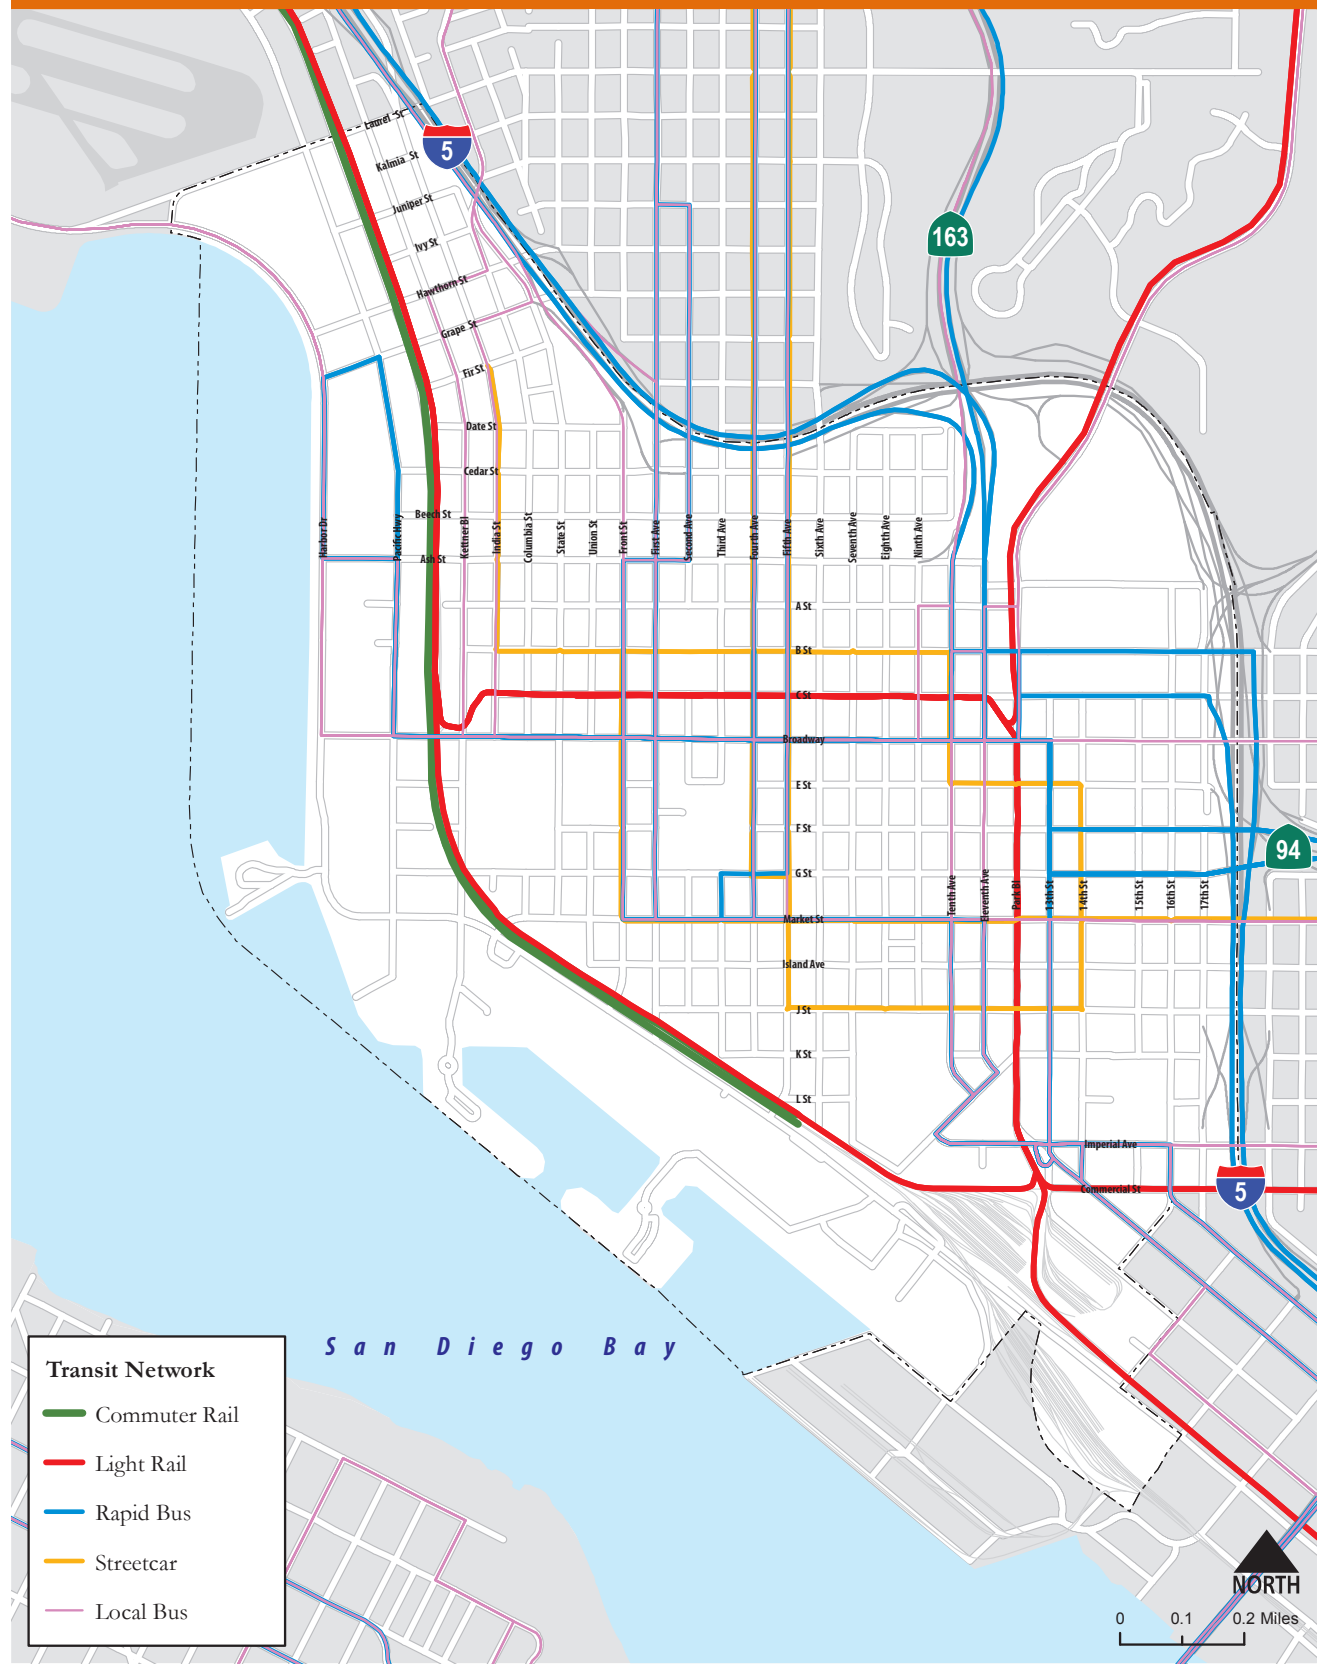 Laurel St
5
Kalmia St
Juniper St
163
Ivy St
Hawthorn St
Grape St
Fir St
Date St
Cedar St
Beech St
Ash St
Harbor Dr
Pacific Hwy
Kettner Bl
India St
Columbia St
State St
Union St
Front St
First Ave
Second Ave
Third Ave
Fourth Ave
Fifth Ave
Sixth Ave
Seventh Ave
Eighth Ave
Ninth Ave
A St
B St
C St
Broadway
E St
F St
94
G St
Tenth Ave
Eleventh Ave
Park Bl
13th St
14th St
15th St
16th St
17th St
Market St
Island Ave
J St
K St
L St
Imperial Ave
Commercial St
5
San Diego Bay
Transit Network
Commuter Rail
Light Rail
Rapid Bus
Streetcar
Local Bus
NORTH
0 0.1 0.2 Miles